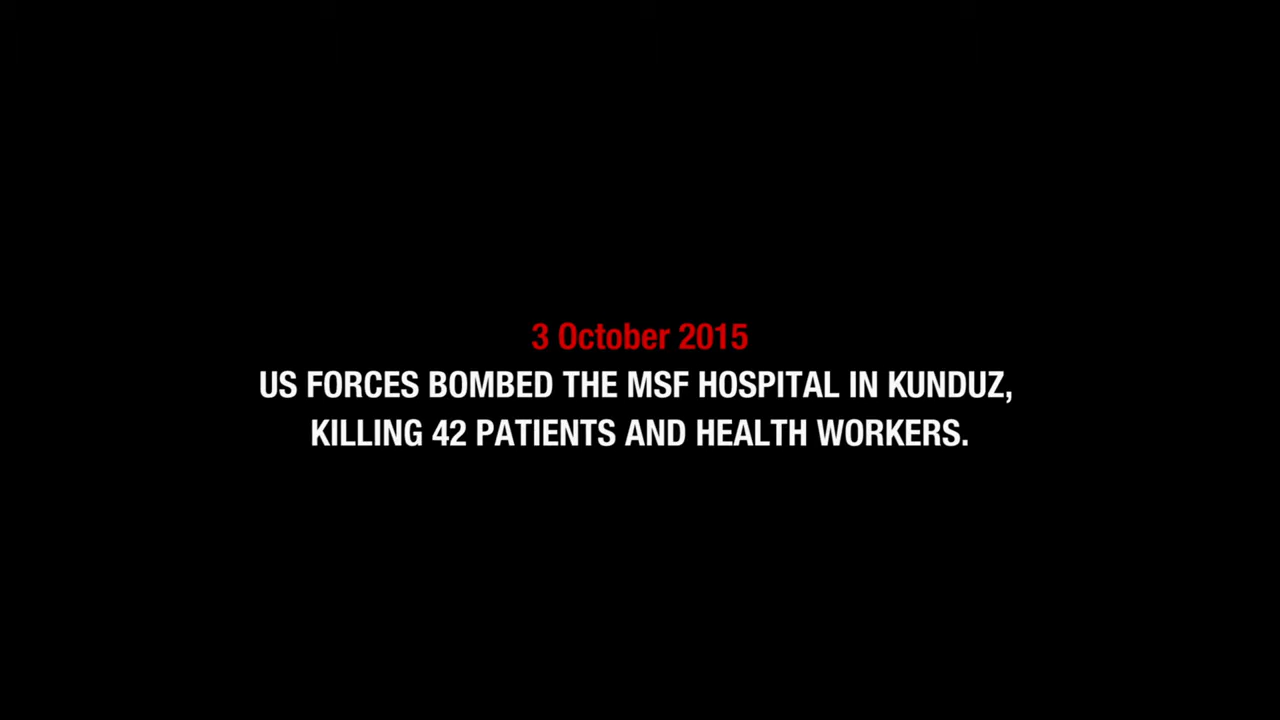 3 October 2015
US FORCES BOMBED THE MSF HOSPITAL IN KUNDUZ,
KILLING 42 PATIENTS AND HEALTH WORKERS.